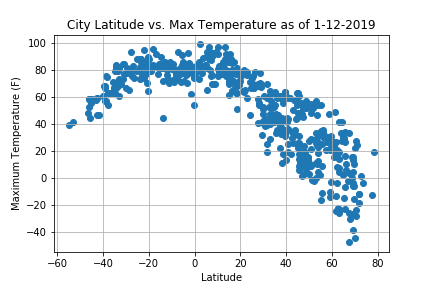 City Latitude vs. Max Temperature as of 1-12-2019
Maximum Temperature (F)
100
80
60
40
20
0
−20
−40
−60 −40 −20 0 20 40 60 80
Latitude